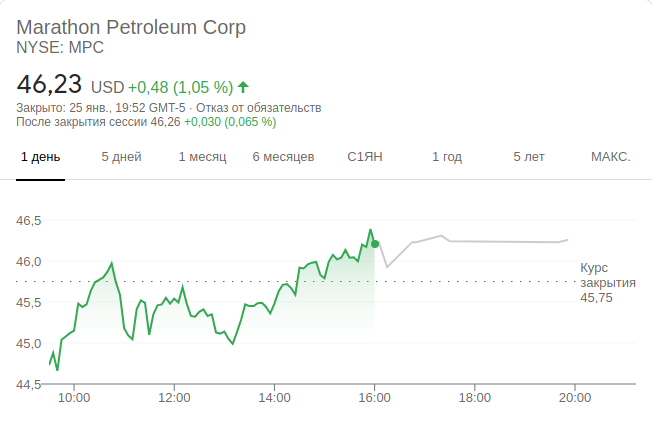 Marathon Petroleum Corp
NYSE: MPC
46,23 USD +0,48 (1,05 %)
Закрыто: 25 янв., 19:52 GMT-5 · Отказ от обязательств
После закрытия сессии 46,26 +0,030 (0,065 %)
1 день 5 дней 1 месяц 6 месяцев С1ЯН 1 год 5 лет МАКС.
46,5
46,0
45,5
45,0
44,5
Курс
закрытия
45,75
10:00 12:00 14:00 16:00 18:00 20:00